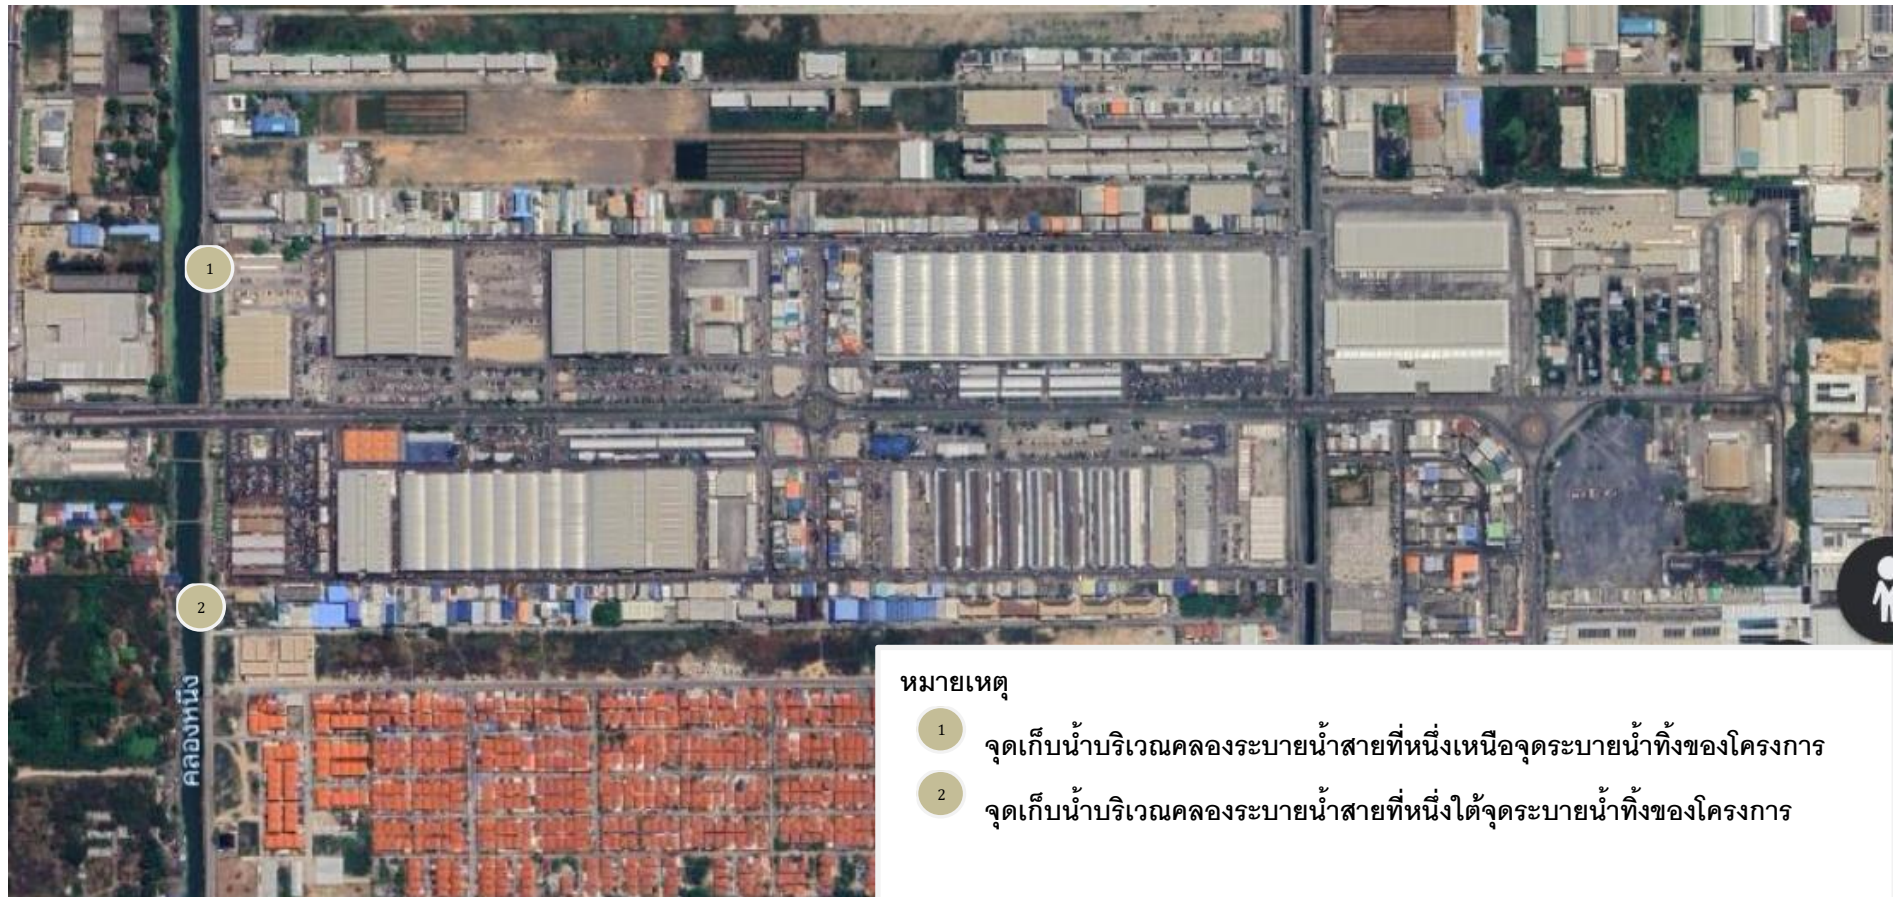 1
2
คลองหนึ่ง
หมายเหตุ
1 จุดเก็บน้ำบริเวณคลองระบายน้ำสายที่หนึ่งเหนือจุดระบายน้ำทิ้งของโครงการ
2 จุดเก็บน้ำบริเวณคลองระบายน้ำสายที่หนึ่งใต้จุดระบายน้ำทิ้งของโครงการ